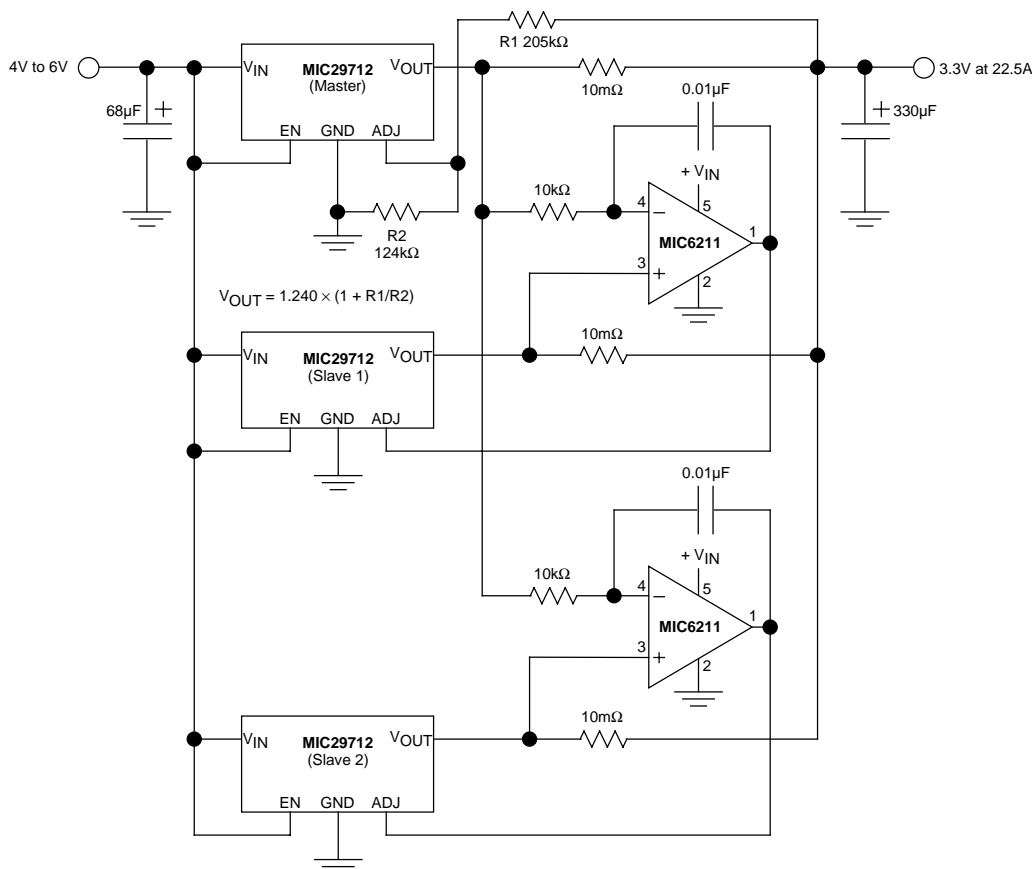 R1 205kΩ
4V to 6V
VIN
MIC29712
(Master)
VOUT
10mΩ
3.3V at 22.5A
68µF
+
EN GND ADJ
0.01µF
+
330µF
+ VIN
10kΩ
4
−
5
MIC6211
1
R2
124kΩ
3
+
2
VOUT = 1.240 × (1 + R1/R2)
10mΩ
VIN
MIC29712
(Slave 1)
VOUT
EN GND ADJ
0.01µF
+ VIN
10kΩ
4
−
5
MIC6211
1
3
+
2
10mΩ
VIN
MIC29712
(Slave 2)
VOUT
EN GND ADJ